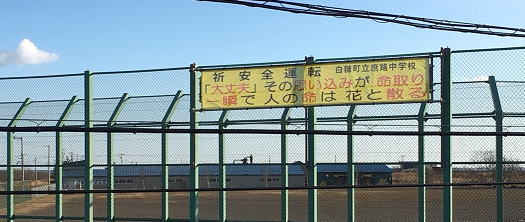 祈安全運転 白糠町立庶路中学校
「大丈夫」その思い込みが命取り
一瞬で人の命は花と散る